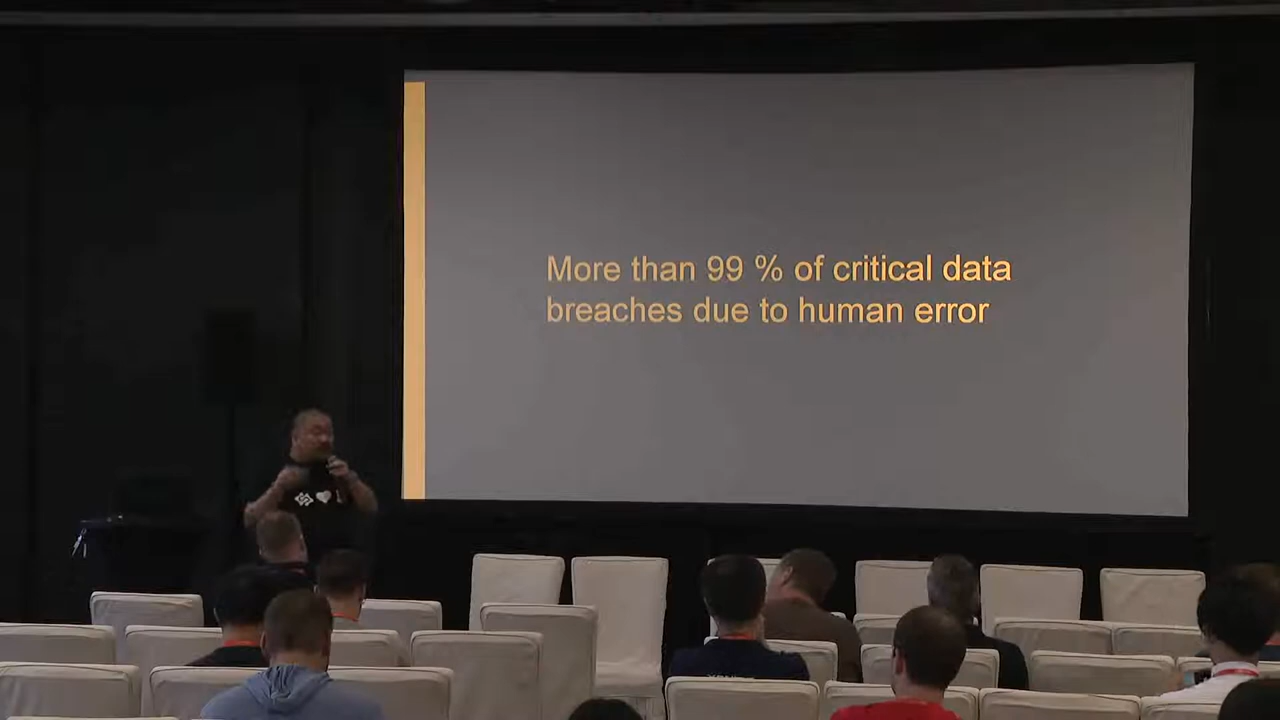 More than 99 % of critical data
breaches due to human error